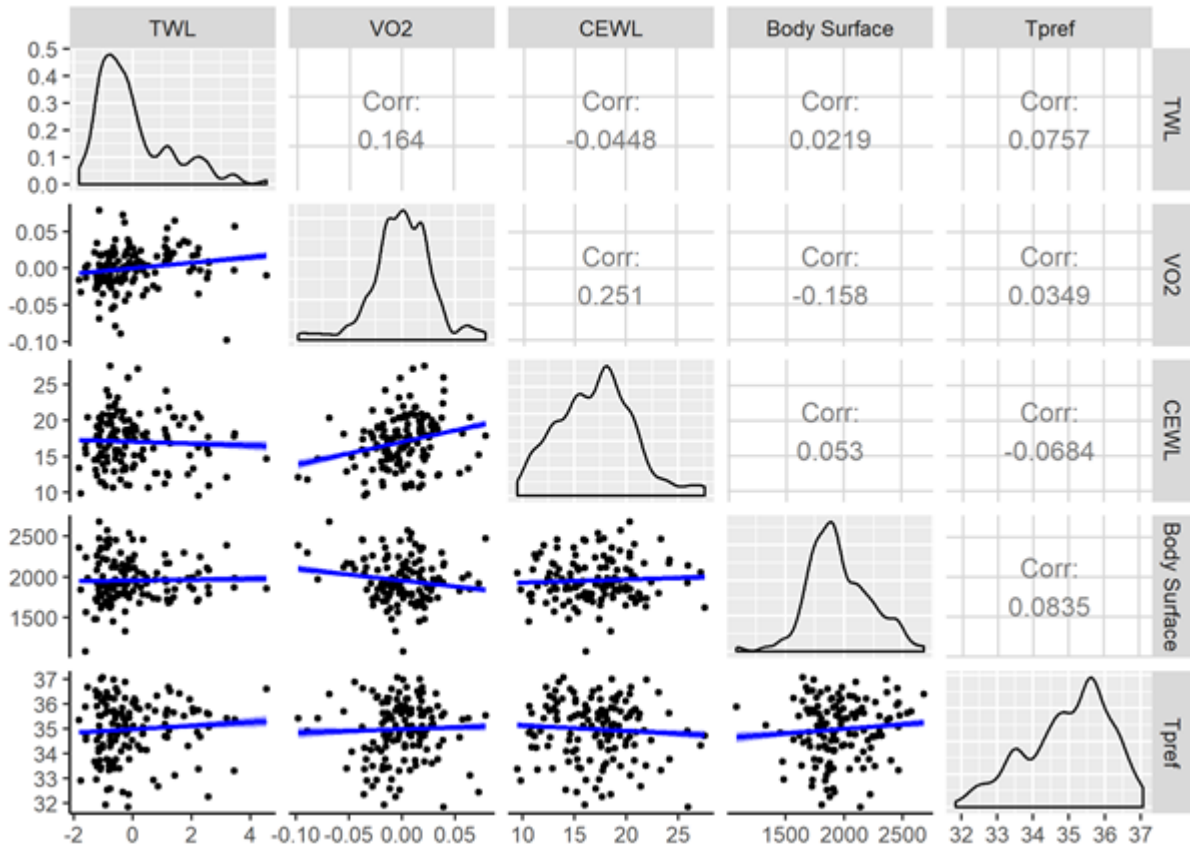 TWL VO2 CEWL Body Surface Tpref
0.5
0.4
0.3
0.2
0.1
0.0
Corr:
0.164
Corr:
-0.0448
Corr:
0.0219
Corr:
0.0757
TWL
0.05
0.00
-0.05
-0.10
Corr:
0.251
Corr:
-0.158
Corr:
0.0349
VO2
25
20
15
10
Corr:
0.053
Corr:
-0.0684
CEWL
2500
2000
1500
Corr:
0.0835
Body Surface
37
36
35
34
33
32
Tpref
-2 0 2 4 -0.10 -0.05 0.00 0.05 10 15 20 25 1500 2000 2500 32 33 34 35 36 37